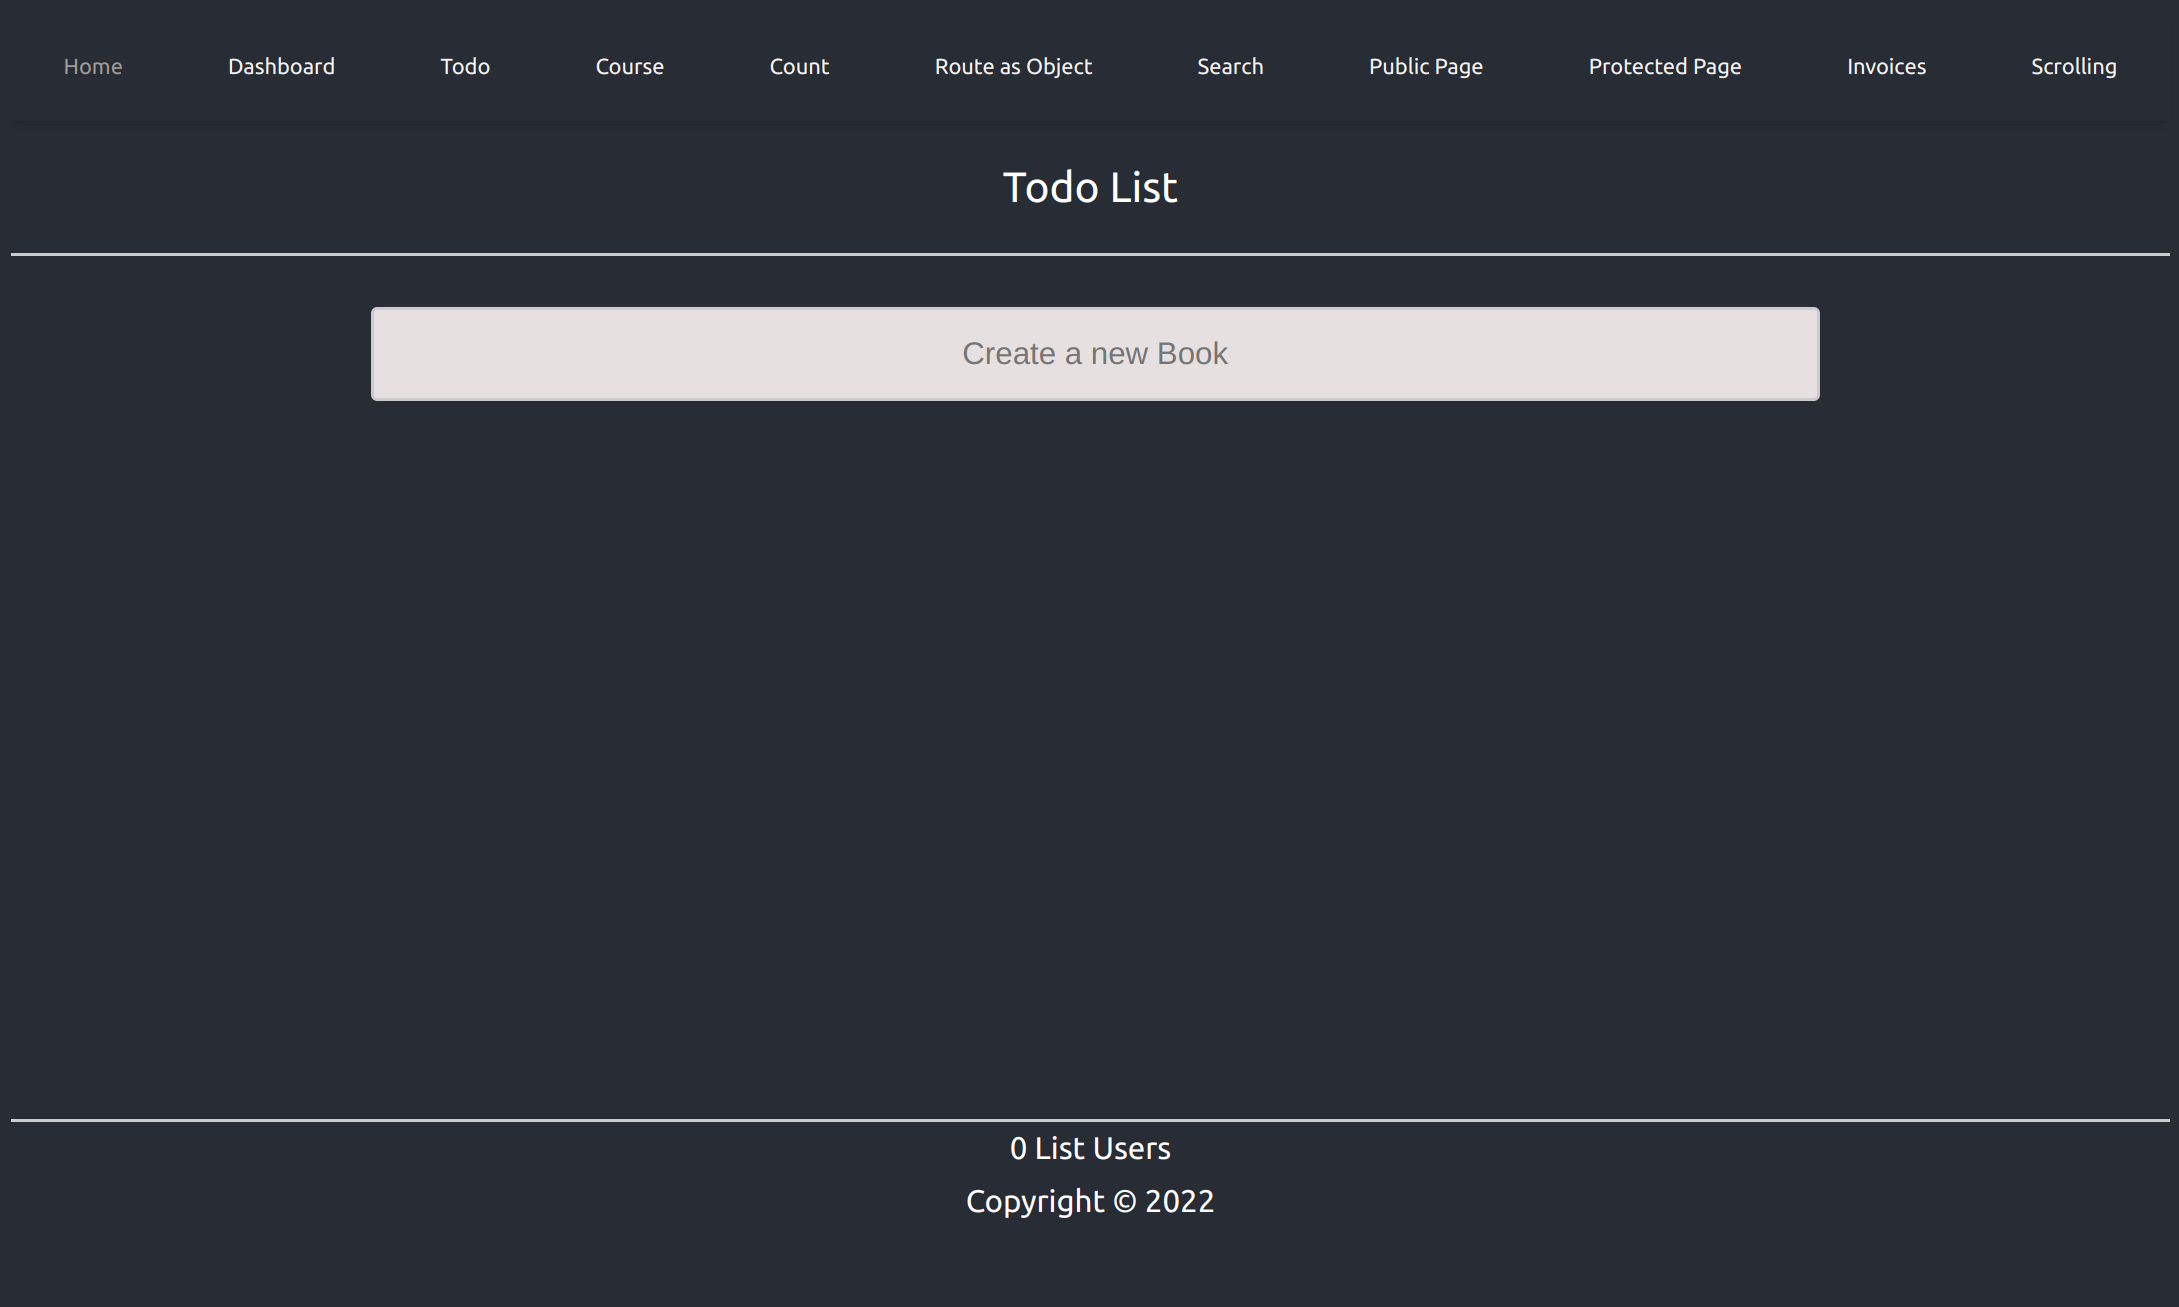 Home Dashboard Todo Course Count Route as Object Search Public Page Protected Page Invoices Scrolling
Todo List
Create a new Book
0 List Users
Copyright © 2022